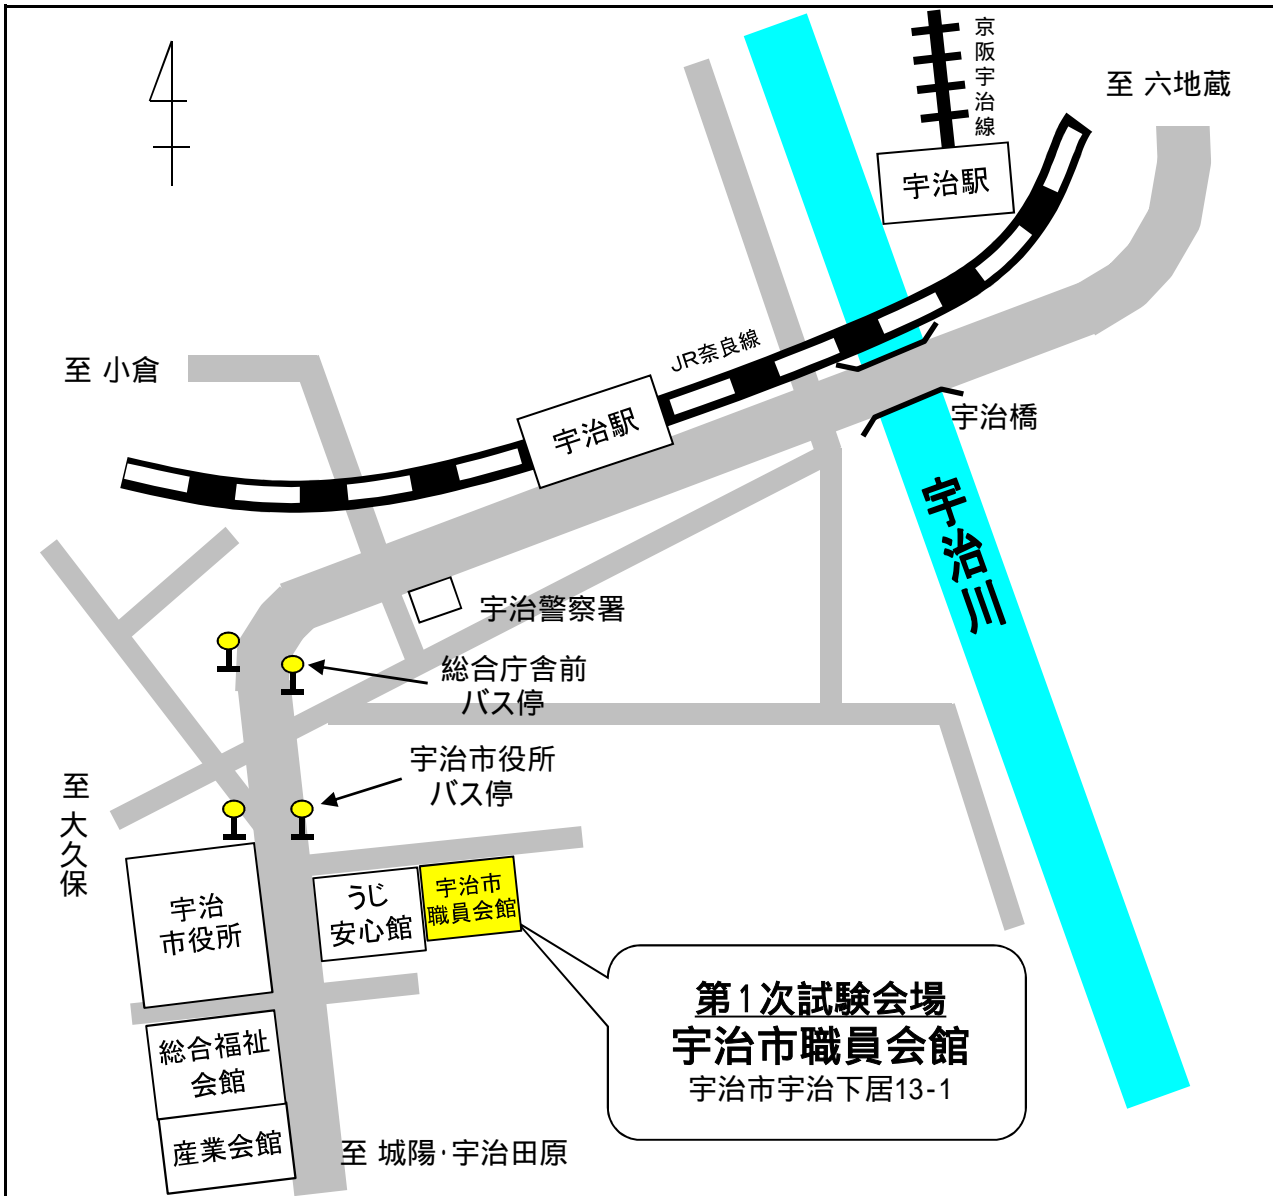 京阪宇治線
至 六地蔵
宇治駅
JR奈良線
至 小倉
宇治駅
宇治橋
宇治川
宇治警察署
総合庁舎前
バス停
宇治市役所
バス停
至 大久保
宇治
市役所
うじ
安心館
宇治市
職員会館
第1次試験会場
宇治市職員会館
宇治市宇治下居13-1
総合福祉
会館
産業会館
至 城陽・宇治田原